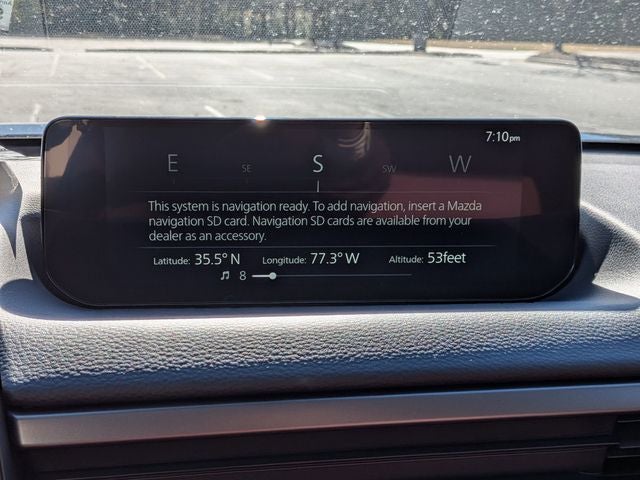 7:10pm
E SE S SW W
This system is navigation ready. To add navigation, insert a Mazda
navigation SD card. Navigation SD cards are available from your
dealer as an accessory.
Latitude: 35.5° N Longitude: 77.3° W Altitude: 53feet
8